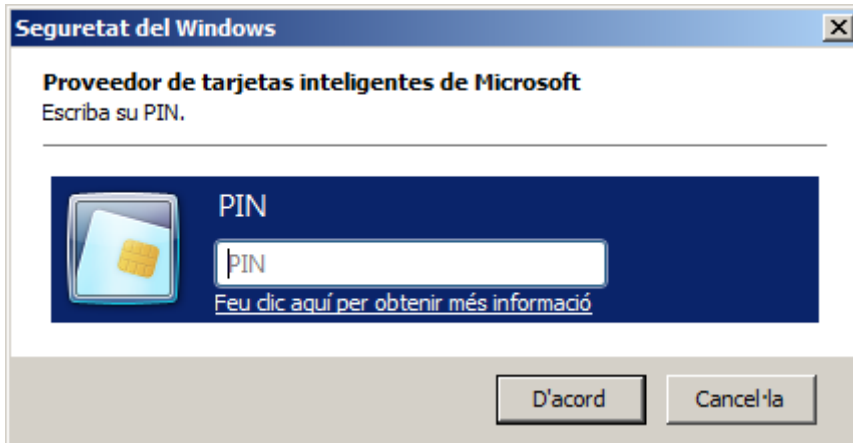 Seguretat del Windows
Proveedor de tarjetas inteligentes de Microsoft
Escriba su PIN.
PIN
PIN
Feu clic aquí per obtenir més informació
D'acord
Cancel·la